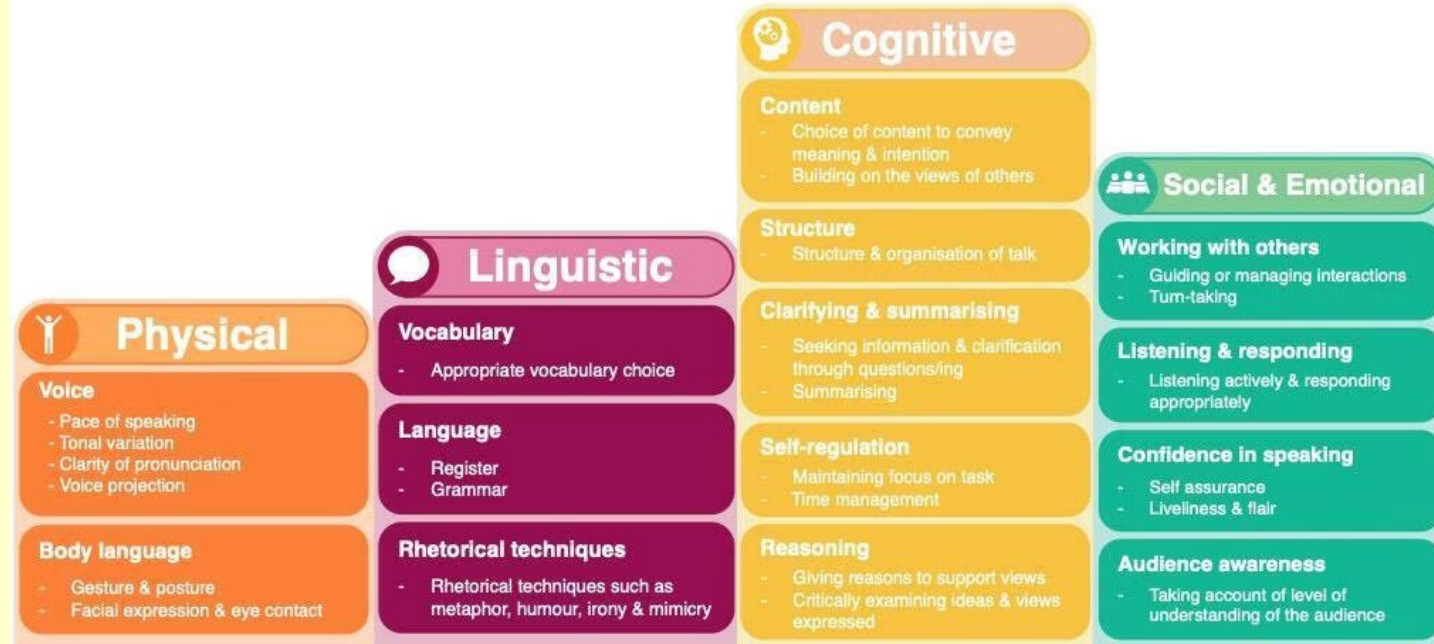 Physical
Voice
- Pace of speaking
- Tonal variation
- Clarity of pronunciation
- Voice projection
Body language
- Gesture & posture
- Facial expression & eye contact
Linguistic
Vocabulary
- Appropriate vocabulary choice
Language
- Register
- Grammar
Rhetorical techniques
- Rhetorical techniques such as
metaphor, humour, irony & mimicry
Cognitive
Content
- Choice of content to convey
meaning & intention
- Building on the views of others
Structure
- Structure & organisation of talk
Clarifying & summarising
- Seeking information & clarification
through questions/ing
- Summarising
Self-regulation
- Maintaining focus on task
- Time management
Reasoning
- Giving reasons to support views
- Critically examining ideas & views
expressed
Social & Emotional
Working with others
- Guiding or managing interactions
- Turn-taking
Listening & responding
- Listening actively & responding
appropriately
Confidence in speaking
- Self assurance
- Liveliness & flair
Audience awareness
- Taking account of level of
understanding of the audience